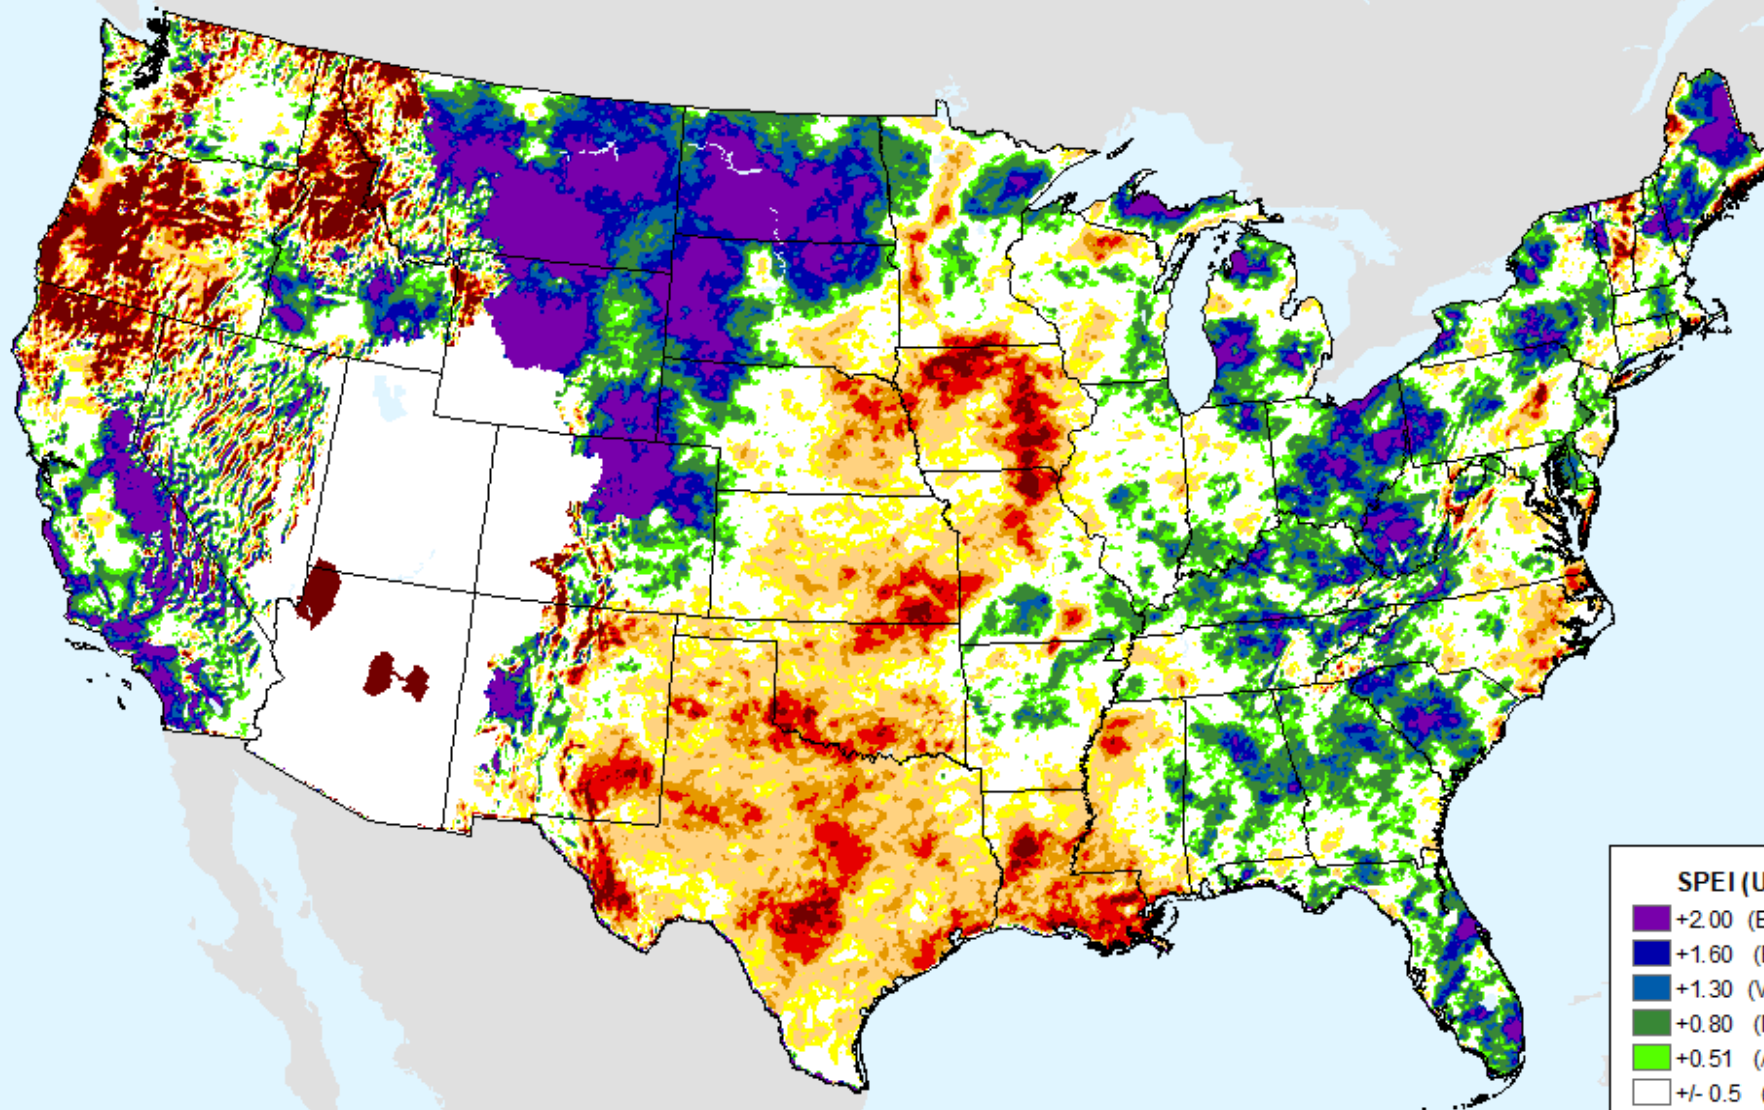 SPEI (U
+2.00 (E
+1.60 (
+1.30 (V
+0.80 (
+0.51 (
+/- 0.5 (